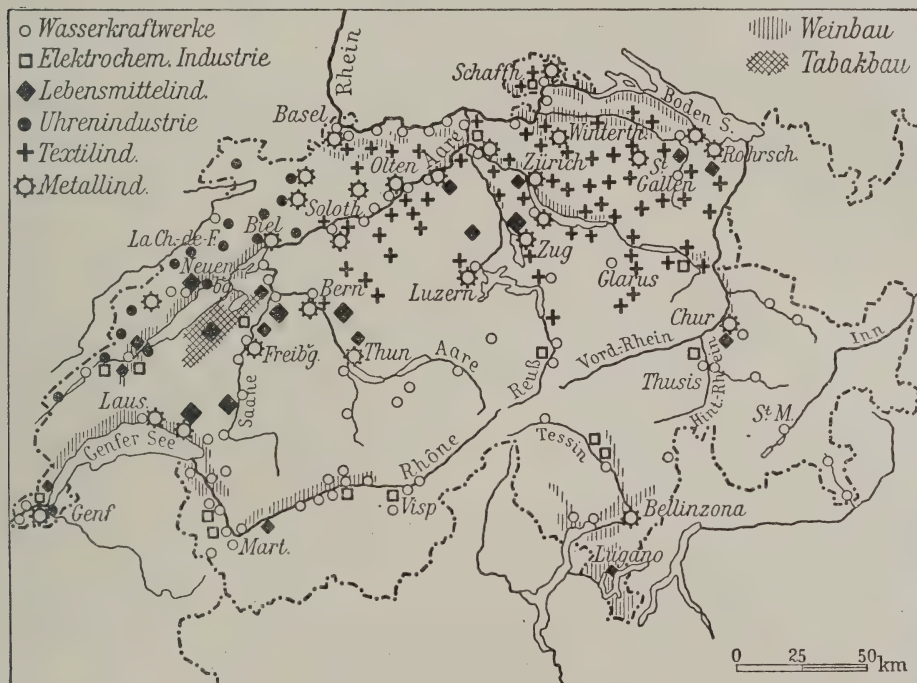 Wasserkraftwerke
Elektrochem. Industrie
Lebensmittelind.
Uhrenindustrie
Textilind.
Metallind.
Weinbau
Tabakbau
Rhein
Schaffh.
Boden S.
Basel
Aare
Winterth.
Rohrsch.
Olten
Zürich
St. Gallen
Soloth.
La Ch.-de-F.
Biel
Zug
Neuenbg.
Glarus
Luzern
Bern
Chur
Inn
Freibg.
Thun
Aare
Reuß
Vord.-Rhein
Thusis
Hint.-Rhein
Saane
Laus.
St. M.
Genfer See
Rhône
Tessin
Genf
Visp
Bellinzona
Mart.
Lugano
0 25 50 km